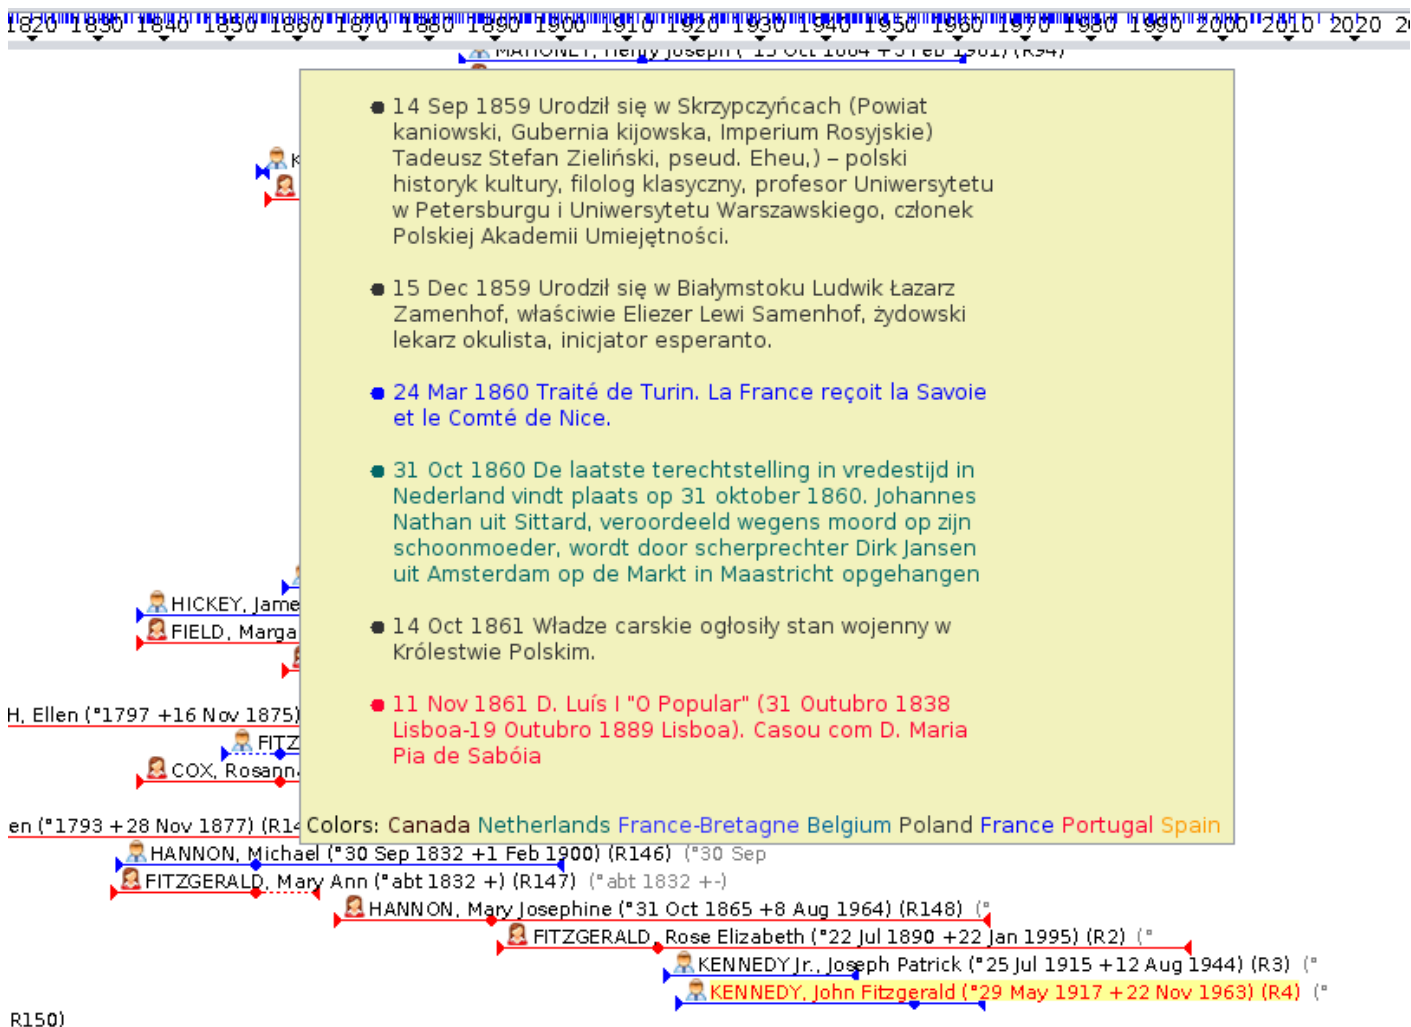 1820 1830 1840 1850 1860 1870 1880 1890 1900 1910 1920 1930 1940 1950 1960 1970 1980 1990 2000 2010 2020
MAHONEY, Henry Joseph (°15 Oct 1864 +5 Feb 1961) (R94)
14 Sep 1859 Urodził się w Skrzypczyńcach (Powiat
kaniowski, Gubernia kijowska, Imperium Rosyjskie)
Tadeusz Stefan Zieliński, pseud. Eheu,) – polski
K historyk kultury, filolog klasyczny, profesor Uniwersytetu
w Petersburgu i Uniwersytetu Warszawskiego, członek
Polskiej Akademii Umiejętności.
15 Dec 1859 Urodził się w Białymstoku Ludwik Łazarz
Zamenhof, właściwie Eliezer Lewi Samenhof, żydowski
lekarz okulista, inicjator esperanto.
24 Mar 1860 Traité de Turin. La France reçoit la Savoie
et le Comté de Nice.
31 Oct 1860 De laatste terechtstelling in vredestijd in
Nederland vindt plaats op 31 oktober 1860. Johannes
Nathan uit Sittard, veroordeeld wegens moord op zijn
schoonmoeder, wordt door scherprechter Dirk Jansen
uit Amsterdam op de Markt in Maastricht opgehangen
HICKEY, Jame
14 Oct 1861 Władze carskie ogłosiły stan wojenny w
FIELD, Marga
Królestwie Polskim.
11 Nov 1861 D. Luís I "O Popular" (31 Outubro 1838
H, Ellen (°1797 +16 Nov 1875)
Lisboa-19 Outubro 1889 Lisboa). Casou com D. Maria
FITZ
Pia de Sabóia
COX, Rosann
en (°1793 +28 Nov 1877) (R14
Colors: Canada Netherlands France-Bretagne Belgium Poland France Portugal Spain
HANNON, Michael (°30 Sep 1832 +1 Feb 1900) (R146) (°30 Sep
FITZGERALD, Mary Ann (°abt 1832 +) (R147) (°abt 1832 +-)
HANNON, Mary Josephine (°31 Oct 1865 +8 Aug 1964) (R148) (°
FITZGERALD, Rose Elizabeth (°22 Jul 1890 +22 Jan 1995) (R2) (°
KENNEDY Jr., Joseph Patrick (°25 Jul 1915 +12 Aug 1944) (R3) (°
KENNEDY, John Fitzgerald (°29 May 1917 +22 Nov 1963) (R4) (°
R150)